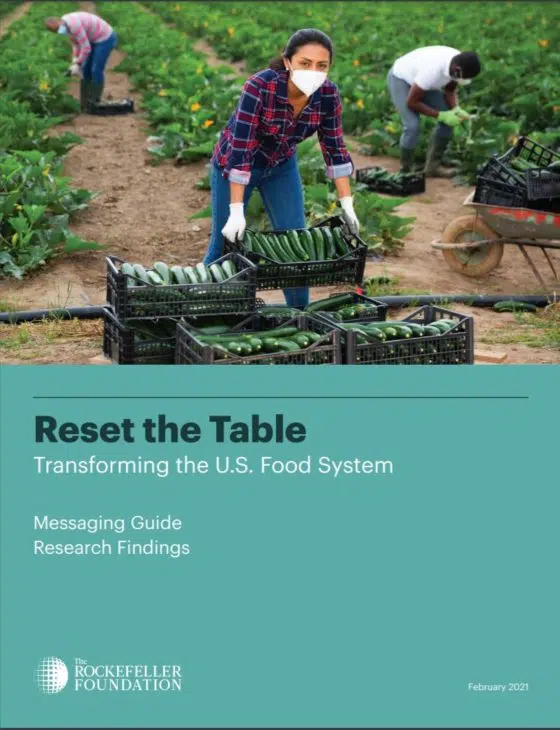 Reset the Table
Transforming the U.S. Food System
Messaging Guide
Research Findings
The
ROCKEFELLER
FOUNDATION
February 2021